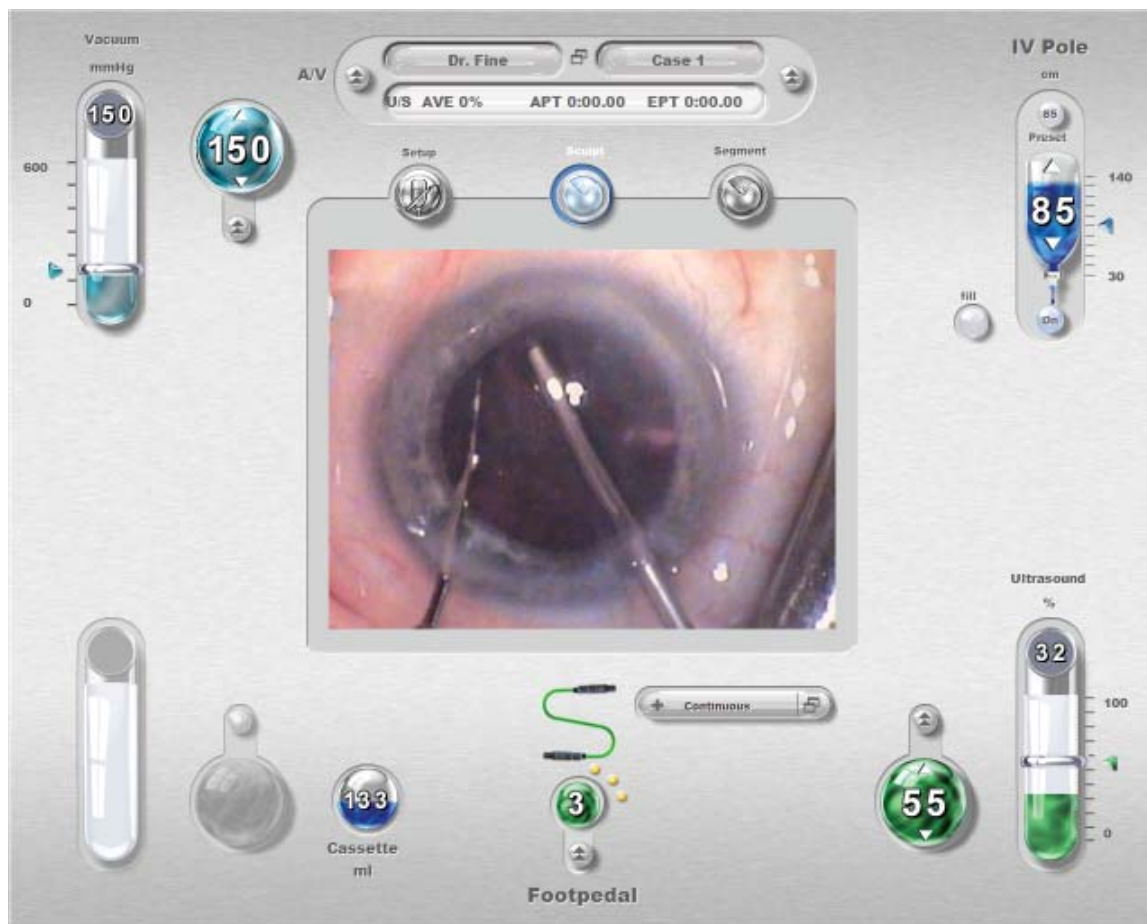 Vacuum
mmHg
150
600
0
150
A/V
Dr. Fine
Case 1
U/S AVE 0% APT 0:00.00 EPT 0:00.00
Setup
Sculpt
Segment
IV Pole
cm
85
Preset
140
85
30
fill
On
Continuous
133
Cassette
ml
3
Footpedal
Ultrasound
%
32
100
55
0